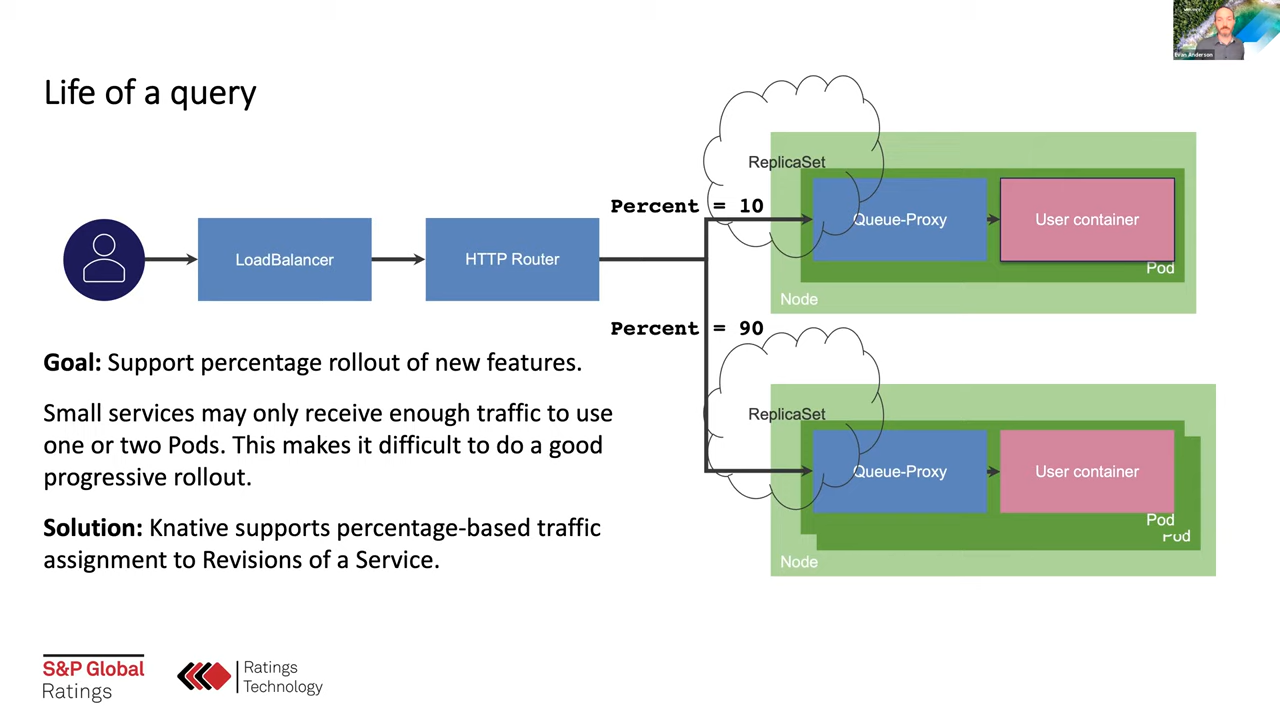 Evan Anderson
Life of a query
LoadBalancer
HTTP Router
Percent = 10
ReplicaSet
Queue-Proxy
User container
Pod
Node
Percent = 90
ReplicaSet
Queue-Proxy
User container
Pod
Pod
Node
Goal: Support percentage rollout of new features.
Small services may only receive enough traffic to use
one or two Pods. This makes it difficult to do a good
progressive rollout.
Solution: Knative supports percentage-based traffic
assignment to Revisions of a Service.
S&P Global
Ratings
Ratings
Technology